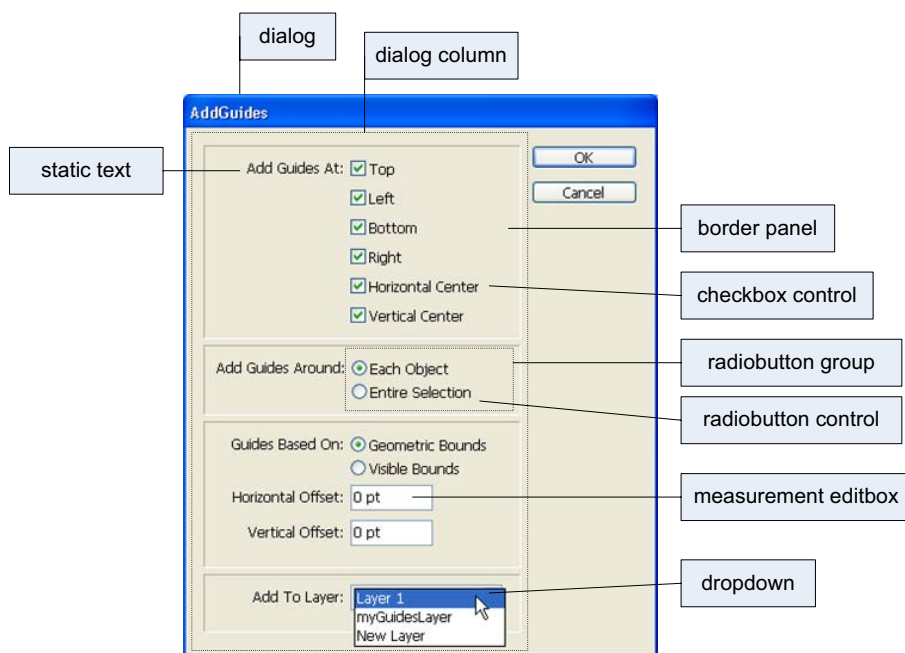 dialog
dialog column
AddGuides
static text
Add Guides At:
Top
OK
Left
Cancel
Bottom
border panel
Right
Horizontal Center
checkbox control
Vertical Center
Add Guides Around:
Each Object
radiobutton group
Entire Selection
radiobutton control
Guides Based On:
Geometric Bounds
Visible Bounds
Horizontal Offset:
0 pt
measurement editbox
Vertical Offset:
0 pt
dropdown
Add To Layer:
Layer 1
myGuidesLayer
New Layer